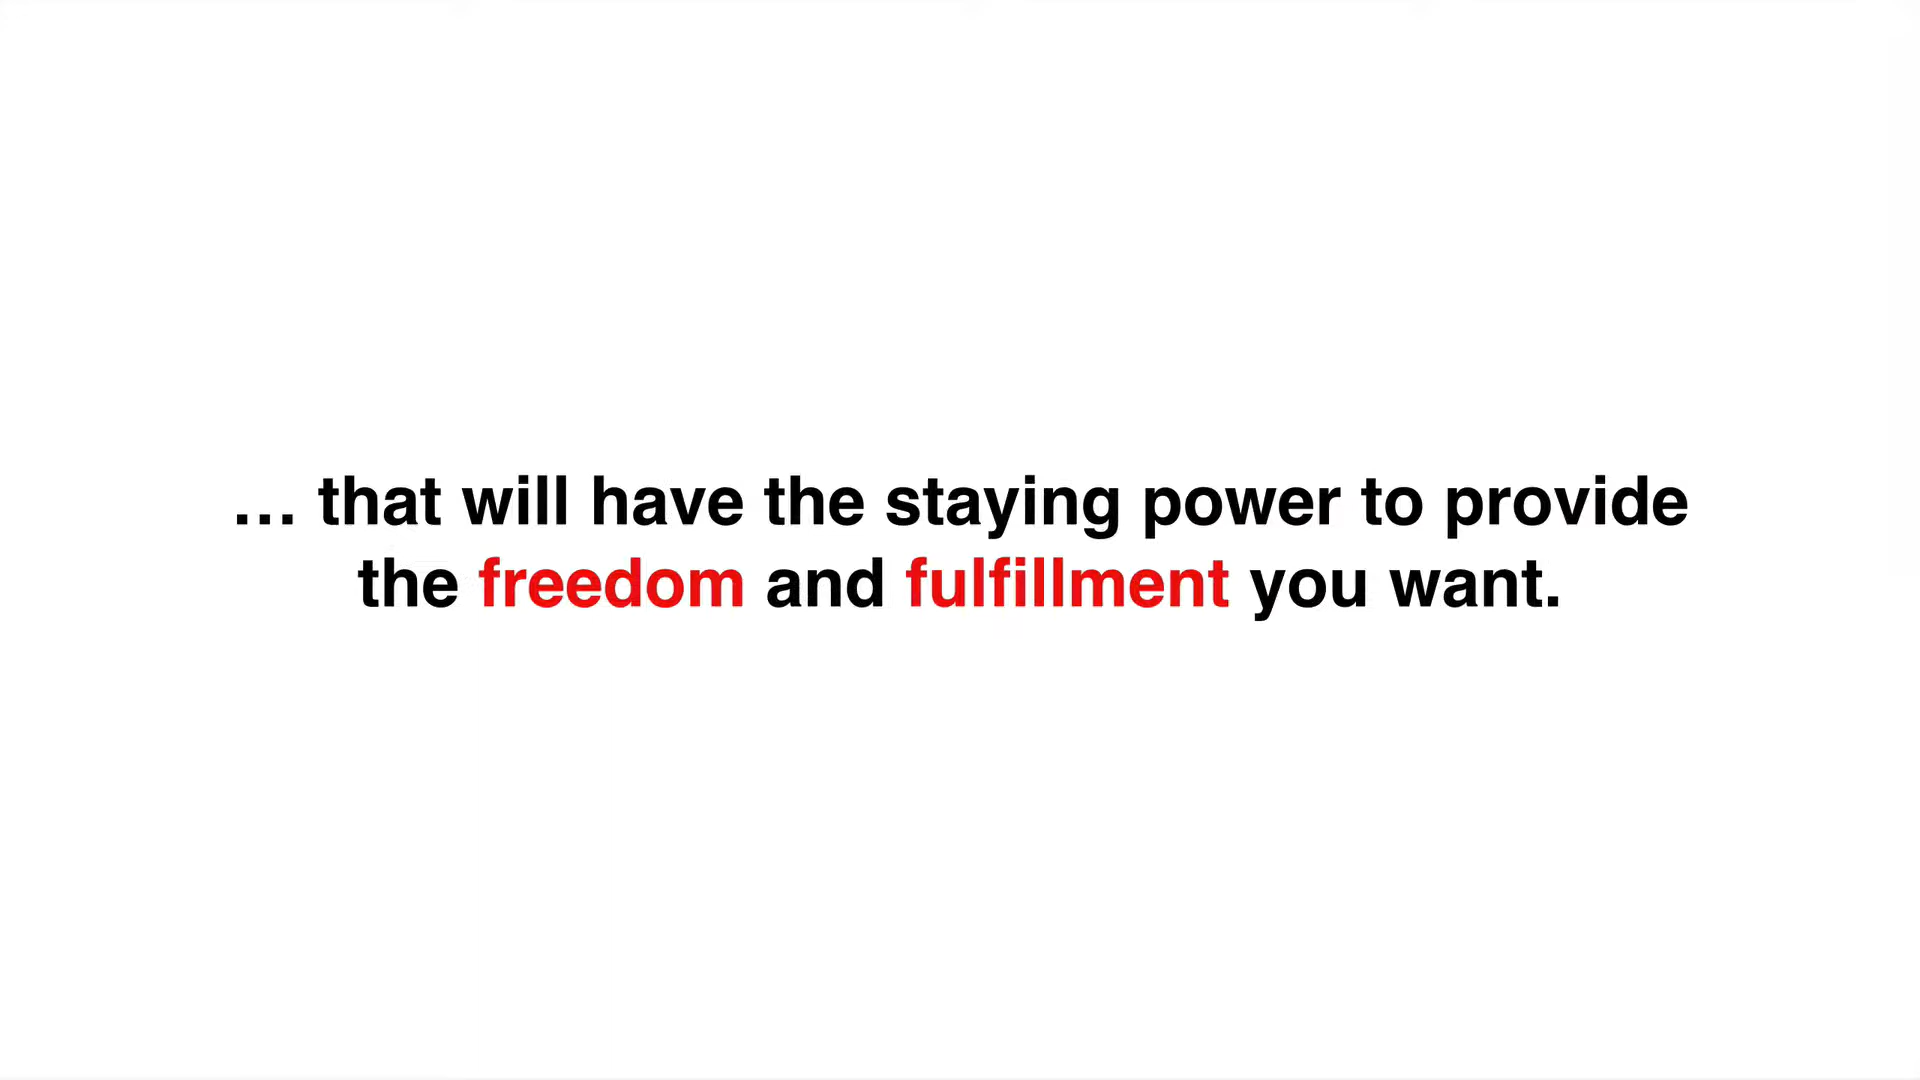 … that will have the staying power to provide
the freedom and fulfillment you want.